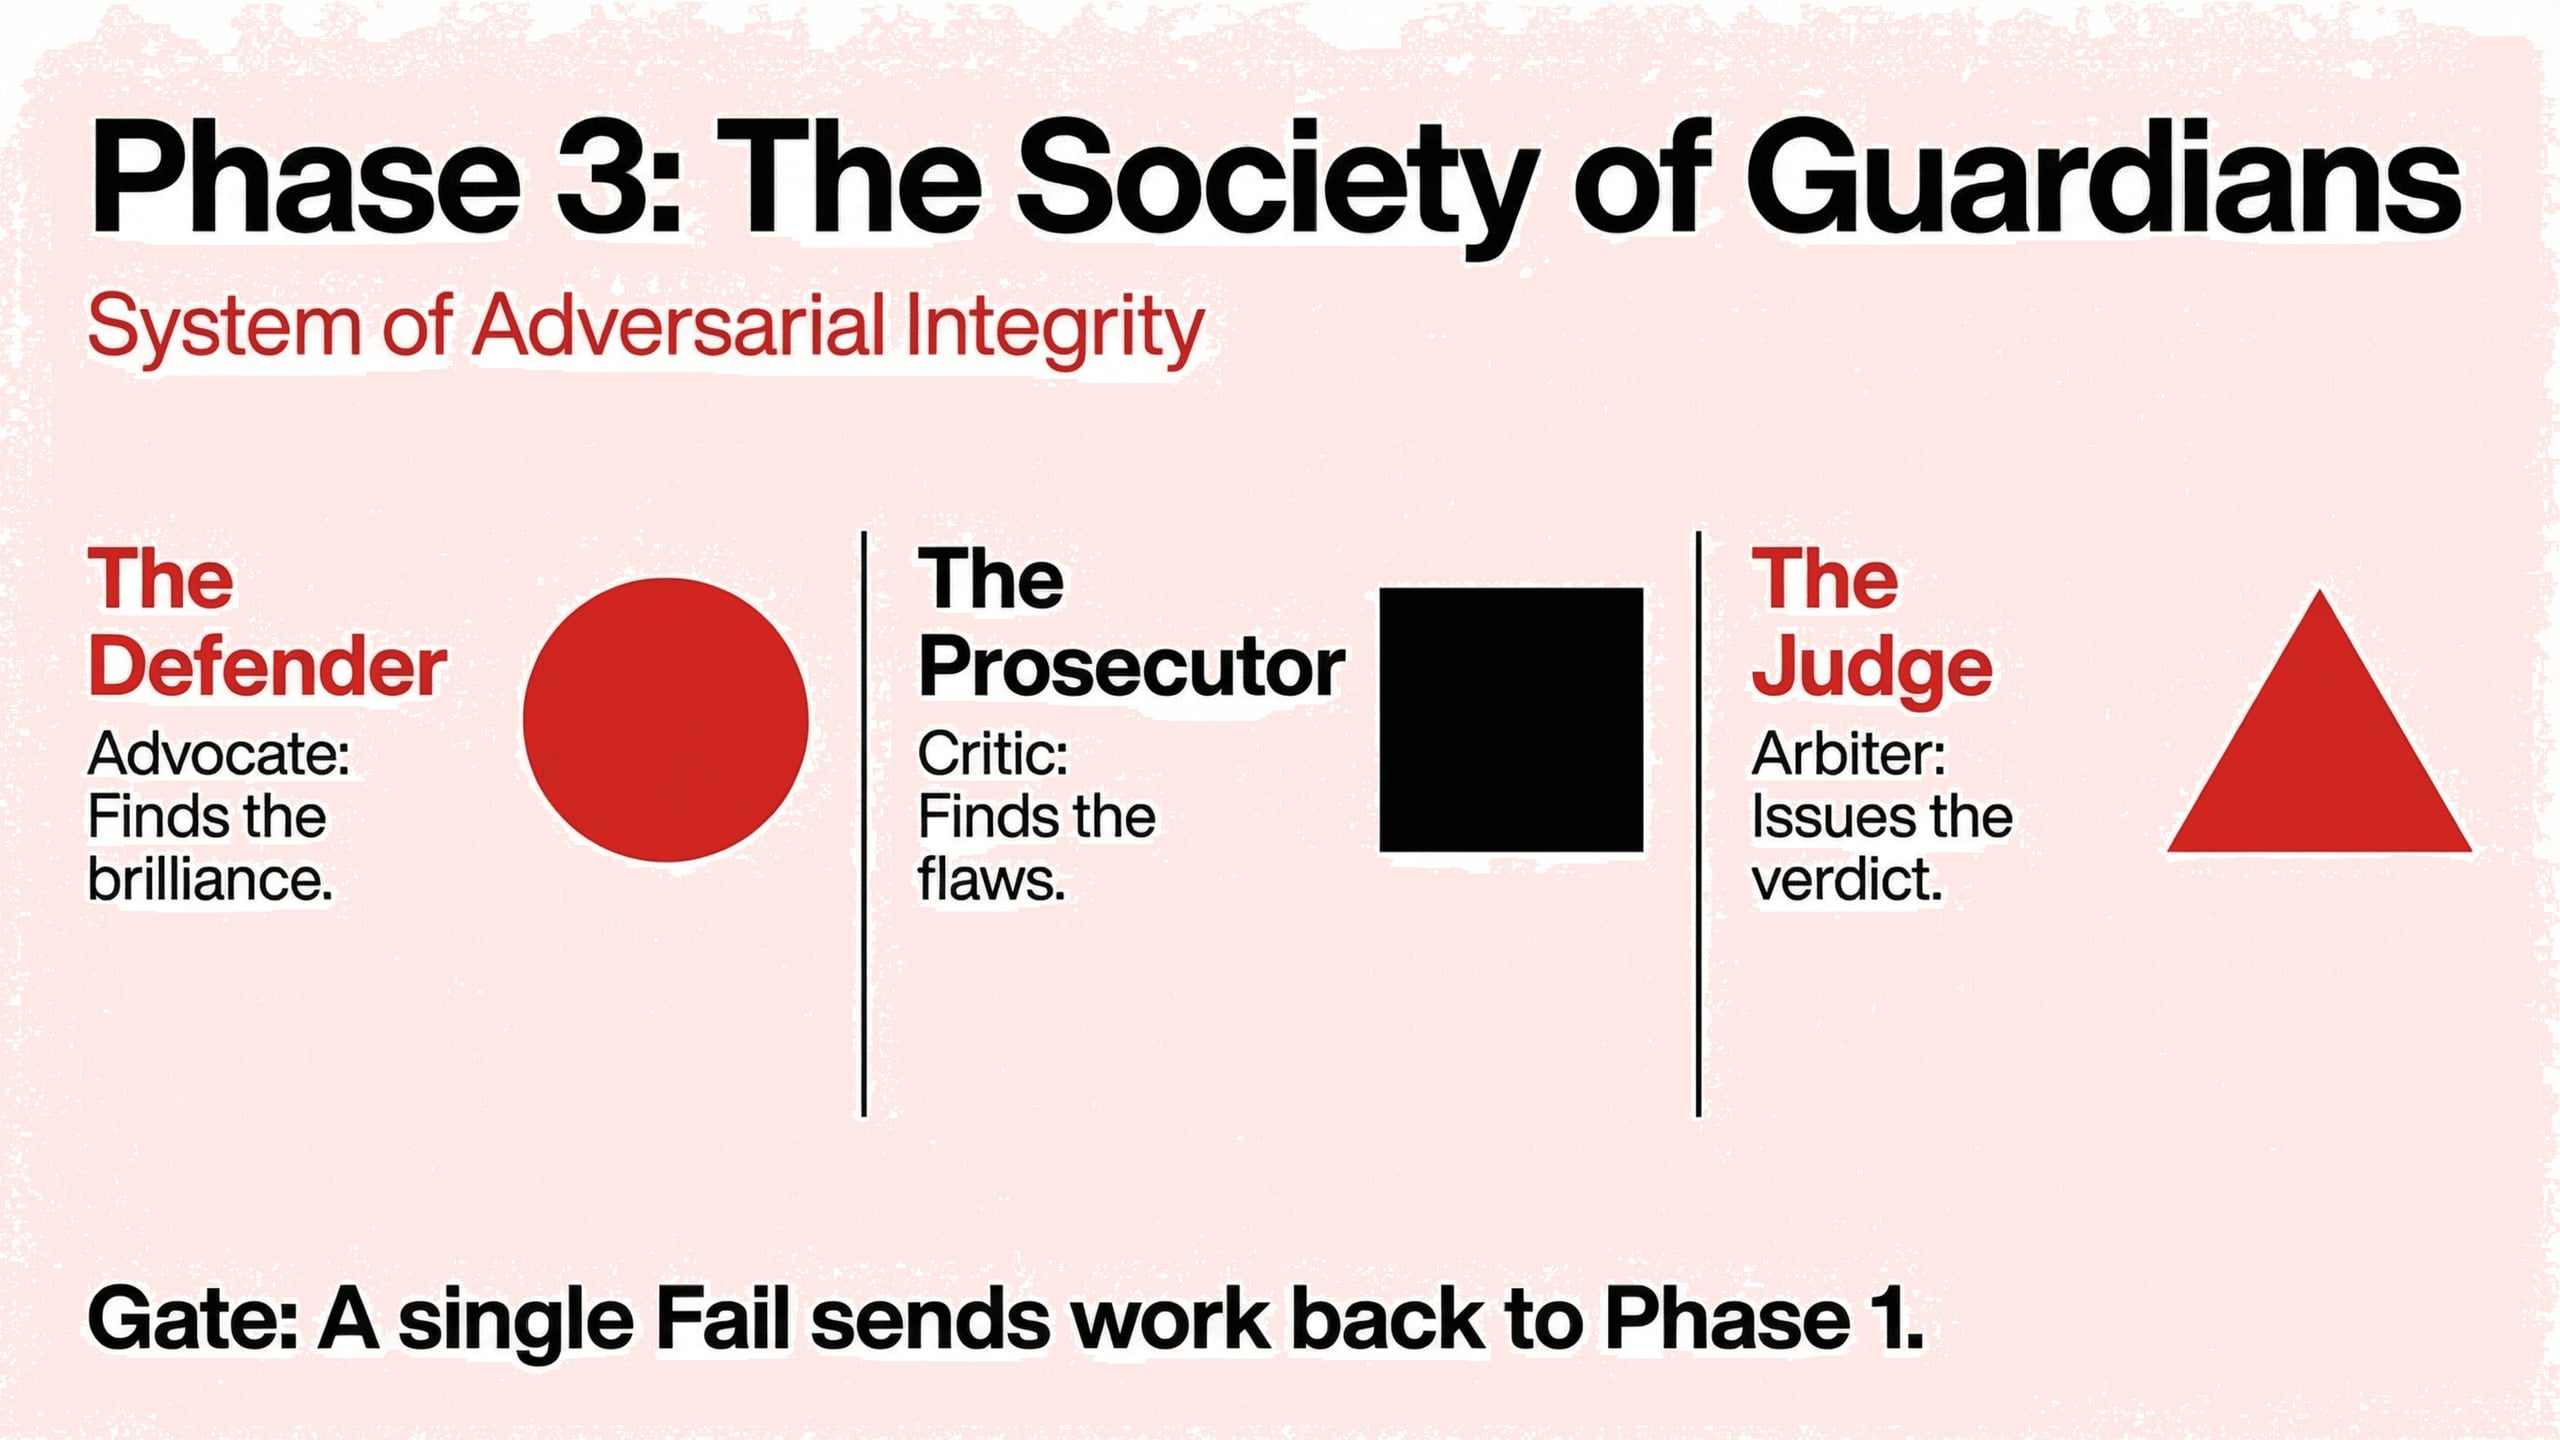 Phase 3: The Society of Guardians
System of Adversarial Integrity
The
Defender
Advocate:
Finds the
brilliance.
The
Prosecutor
Critic:
Finds the
flaws.
The
Judge
Arbiter:
Issues the
verdict.
Gate: A single Fail sends work back to Phase 1.